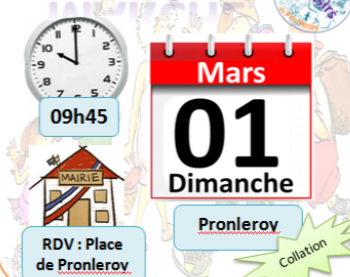 09h45
Mars
01
Dimanche
MAIRIE
RDV : Place
de Pronleroy
Pronleroy
Collation